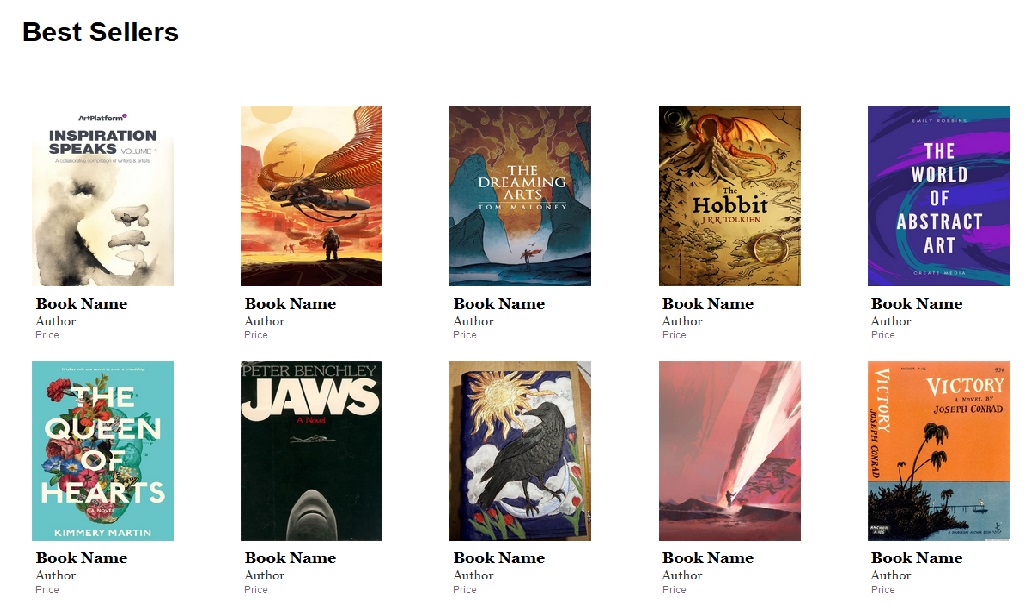 Best Sellers
ArtPlatform
INSPIRATION
SPEAKS VOLUME 1
A collaborative compilation of writers & artists
THE
DREAMING
ARTS
TOM MALONEY
The
Hobbit
J.R.R. TOLKIEN
EMILY ROBBINS
THE
WORLD
OF
ABSTRACT
ART
CREATE MEDIA
Book Name
Author
Price
Book Name
Author
Price
Book Name
Author
Price
Book Name
Author
Price
Book Name
Author
Price
THE
QUEEN
OF
HEARTS
A NOVEL
KIMMERY MARTIN
PETER BENCHLEY
JAWS
A Novel
VICTORY
JOSEPH CONRAD
95¢
VICTORY
A NOVEL BY
JOSEPH CONRAD
Book Name
Author
Price
Book Name
Author
Price
Book Name
Author
Price
Book Name
Author
Price
Book Name
Author
Price